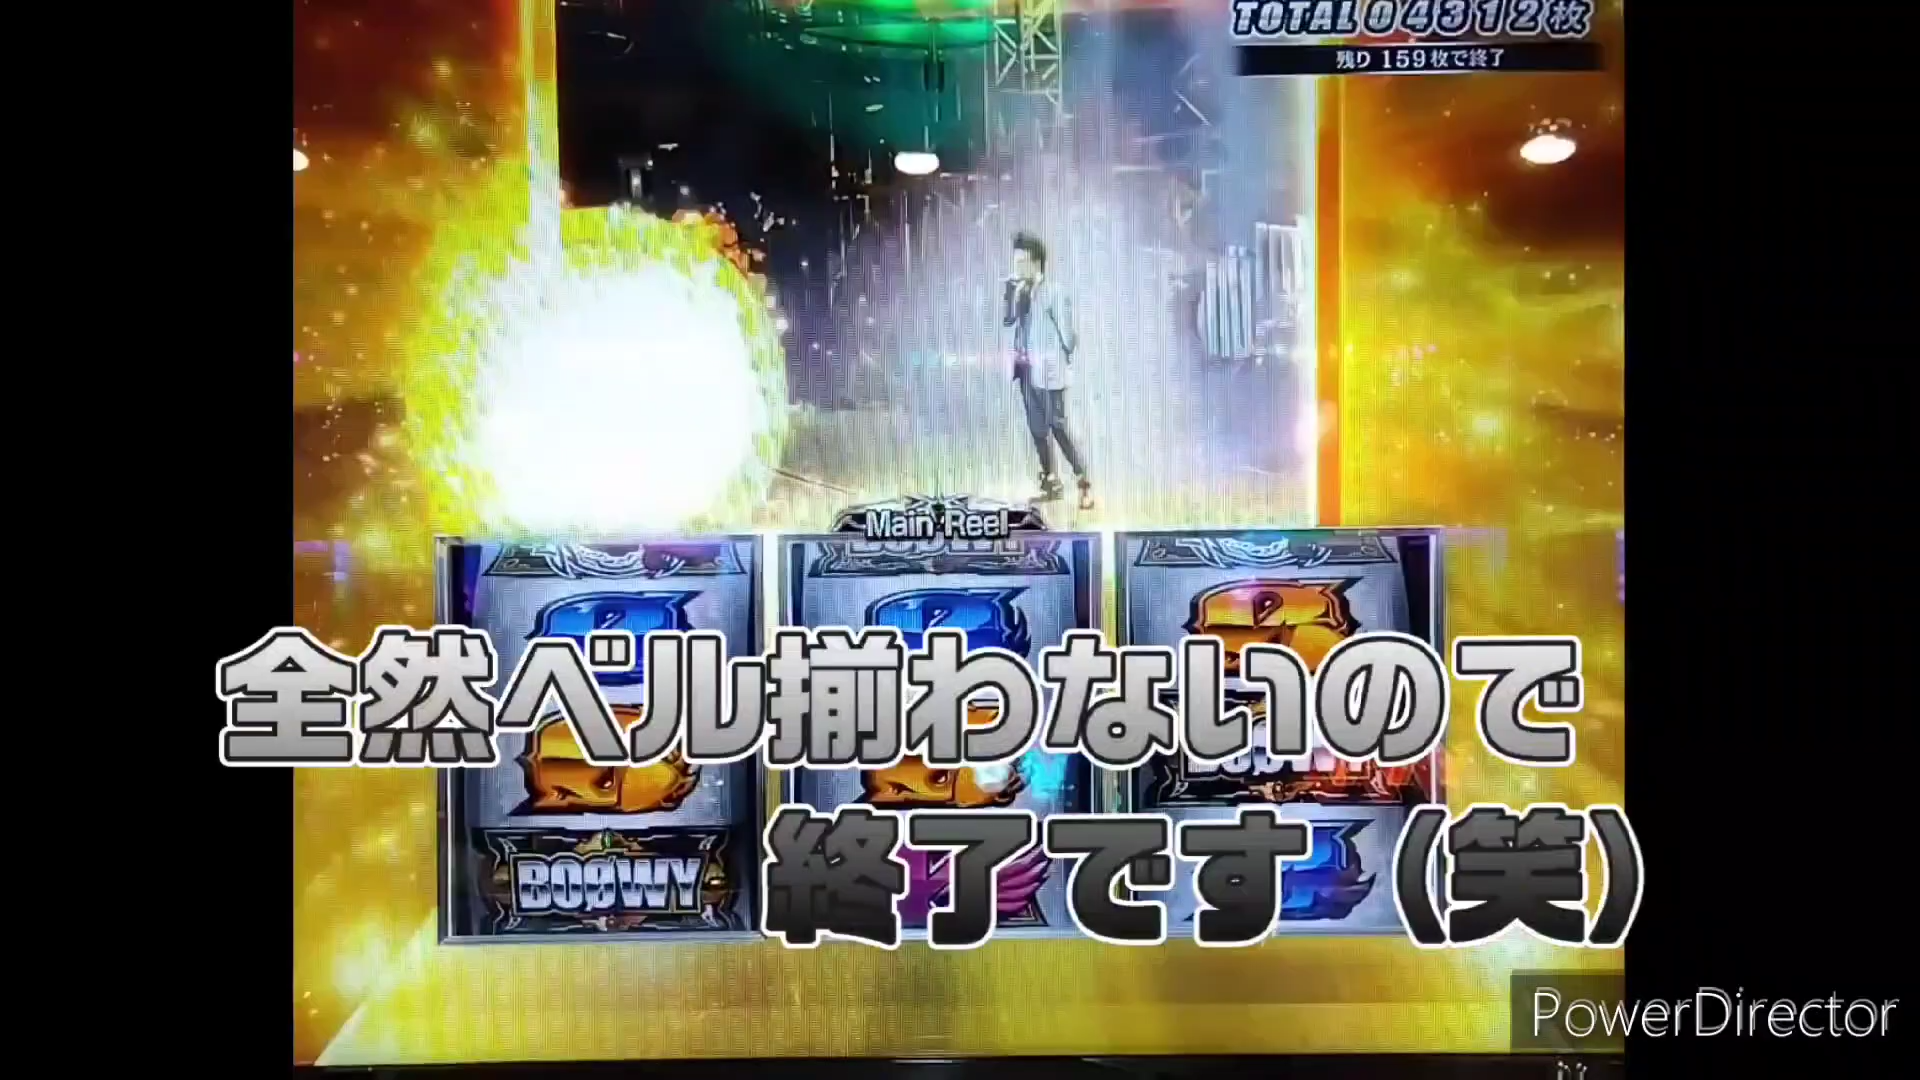 TOTAL 04312枚
残り 159枚で終了
Main Reel
全然ベル揃わないので
BOØWY
終了です（笑）
PowerDirector